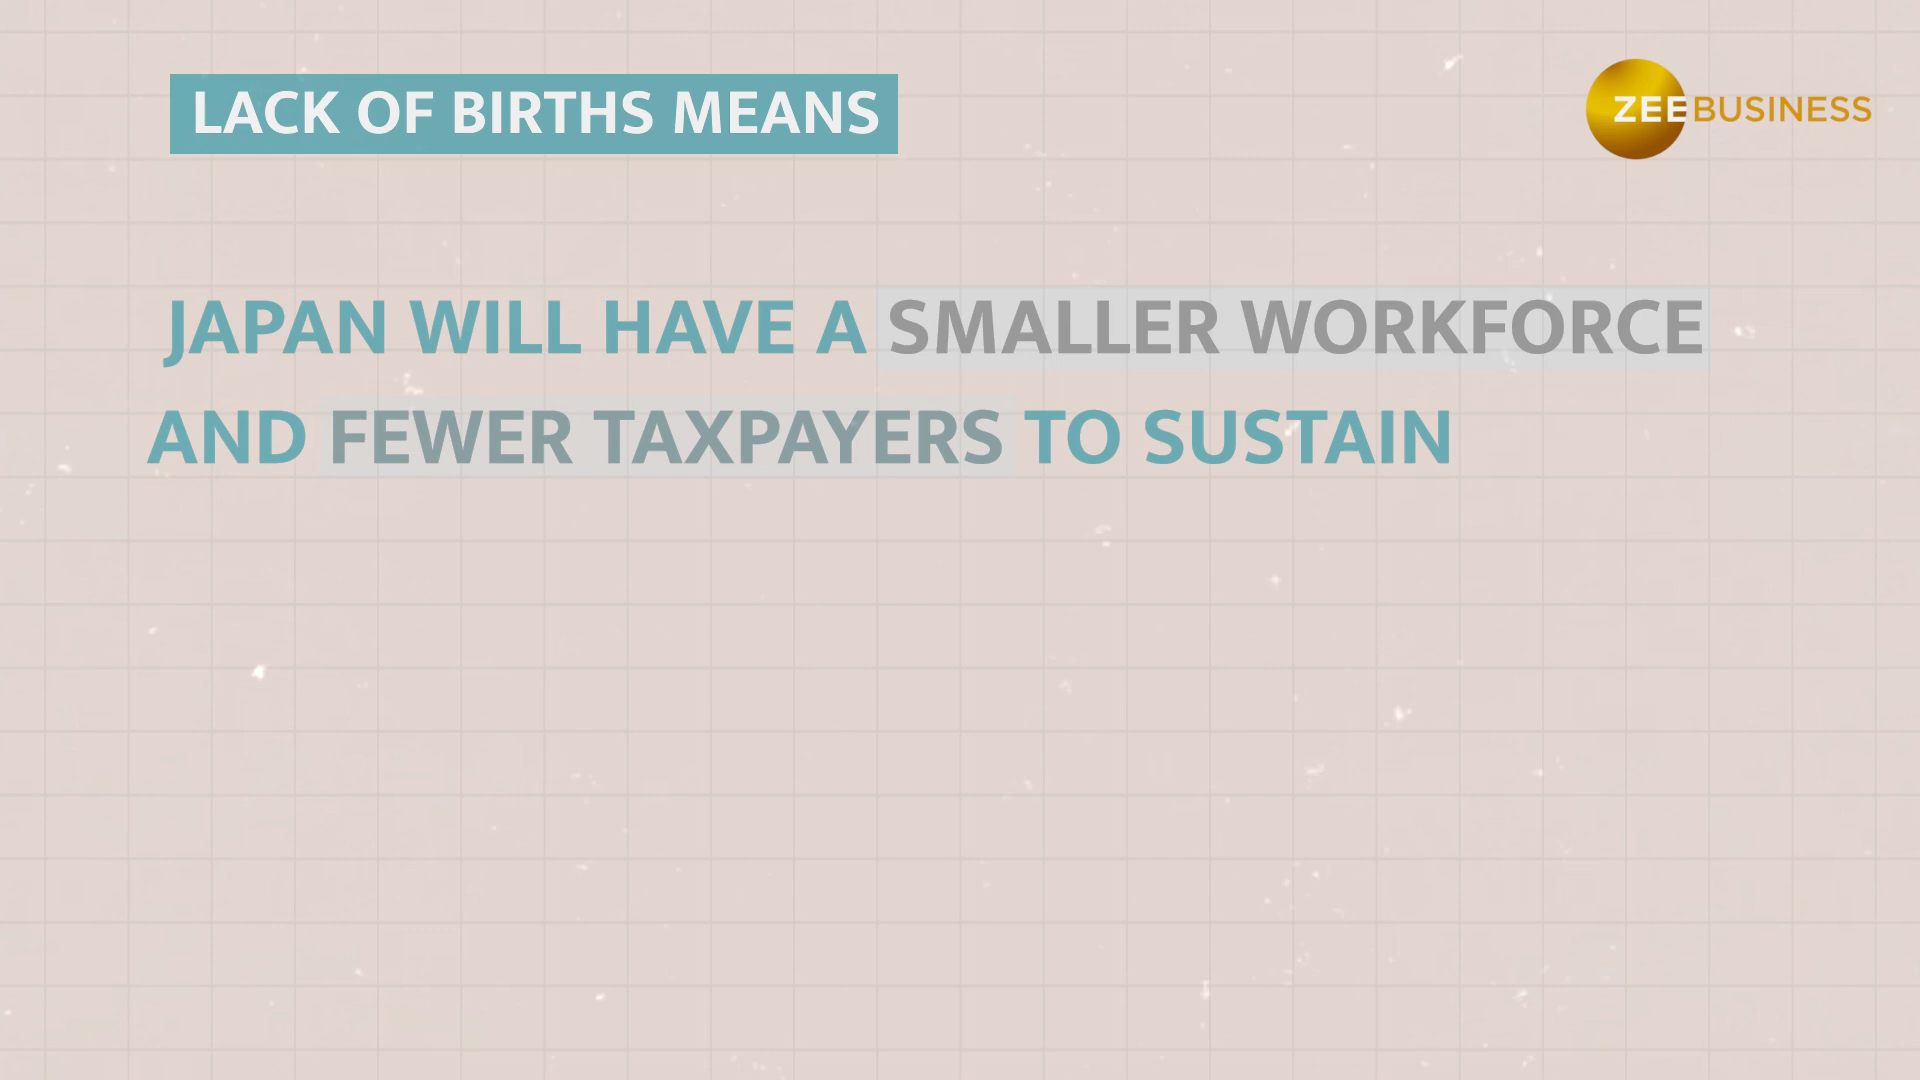 LACK OF BIRTHS MEANS
ZEEBUSINESS
JAPAN WILL HAVE A SMALLER WORKFORCE
AND FEWER TAXPAYERS TO SUSTAIN